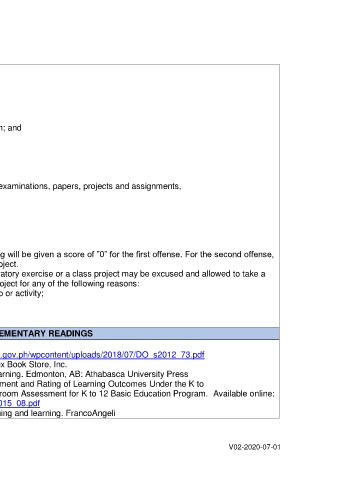 ; and
examinations, papers, projects and assignments,
g will be given a score of "0" for the first offense. For the second offense,
oject.
ratory exercise or a class project may be excused and allowed to take a
oject for any of the following reasons:
o or activity;
EMENTARY READINGS
.gov.ph/wpcontent/uploads/2018/07/DO_s2012_73.pdf
ex Book Store, Inc.
arning. Edmonton, AB: Athabasca University Press
ment and Rating of Learning Outcomes Under the K to
room Assessment for K to 12 Basic Education Program. Available online:
015_08.pdf
ning and learning. FrancoAngeli
V02-2020-07-01